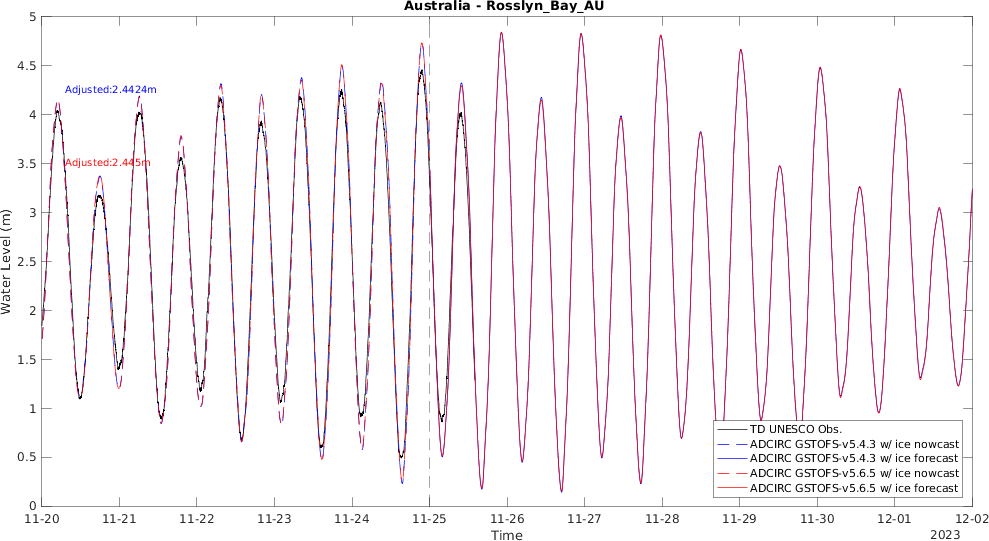 Australia - Rosslyn_Bay_AU
5
4.5
4
3.5
3
2.5
2
1.5
1
0.5
0
Water Level (m)
Adjusted:2.4424m
Adjusted:2.445m
TD UNESCO Obs.
ADCIRC GSTOFS-v5.4.3 w/ ice nowcast
ADCIRC GSTOFS-v5.4.3 w/ ice forecast
ADCIRC GSTOFS-v5.6.5 w/ ice nowcast
ADCIRC GSTOFS-v5.6.5 w/ ice forecast
11-20 11-21 11-22 11-23 11-24 11-25 11-26 11-27 11-28 11-29 11-30 12-01 12-02
Time
2023